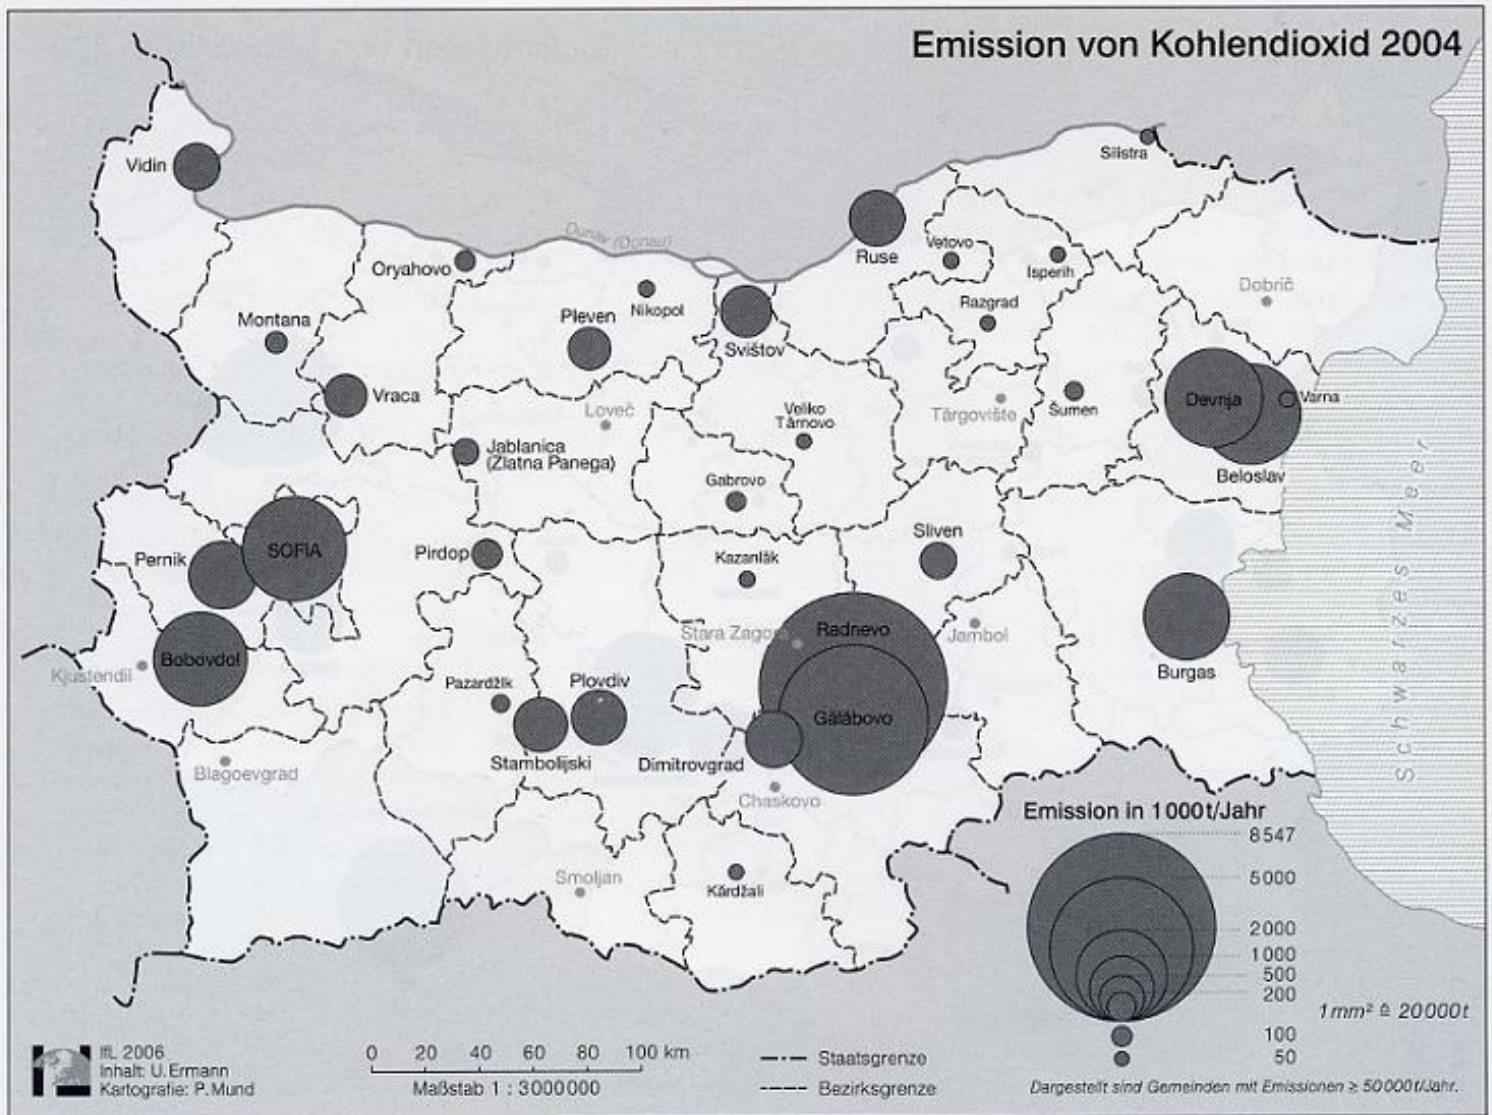 Emission von Kohlendioxid 2004
Vidin
Silistra
Dunav (Donau)
Oryahovo
Ruse
Vetovo
Isperih
Nikopol
Dobrič
Montana
Pleven
Razgrad
Svištov
Vraca
Loveč
Veliko
Târnovo
Târgovište
Šumen
Devnja
Varna
Jablanica
(Zlatna Panega)
Beloslav
Gabrovo
Schwarzes Meer
Pernik
SOFIA
Pirdop
Sliven
Kazanlâk
Stara Zagora
Radnevo
Jambol
Kjustendil
Bobovdol
Burgas
Pazardžik
Plovdiv
Gâlâbovo
Stambolijski
Dimitrovgrad
Blagoevgrad
Chaskovo
Smoljan
Kârdžali
Emission in 1000t/Jahr
8547
5000
2000
1000
500
200
1mm² ≙ 20000t
100
50
Dargestellt sind Gemeinden mit Emissionen ≥ 50000t/Jahr.
IfL 2006
Inhalt: U.Ermann
Kartografie: P.Mund
0 20 40 60 80 100 km
Maßstab 1 : 3000000
Staatsgrenze
Bezirksgrenze